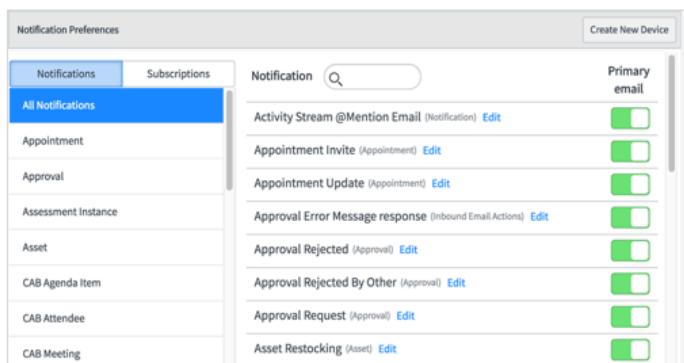 Notification Preferences
Create New Device
Notifications
Subscriptions
All Notifications
Appointment
Approval
Assessment Instance
Asset
CAB Agenda Item
CAB Attendee
CAB Meeting
Notification
Primary
email
Activity Stream @Mention Email (Notification) Edit
Appointment Invite (Appointment) Edit
Appointment Update (Appointment) Edit
Approval Error Message response (Inbound Email Actions) Edit
Approval Rejected (Approval) Edit
Approval Rejected By Other (Approval) Edit
Approval Request (Approval) Edit
Asset Restocking (Asset) Edit